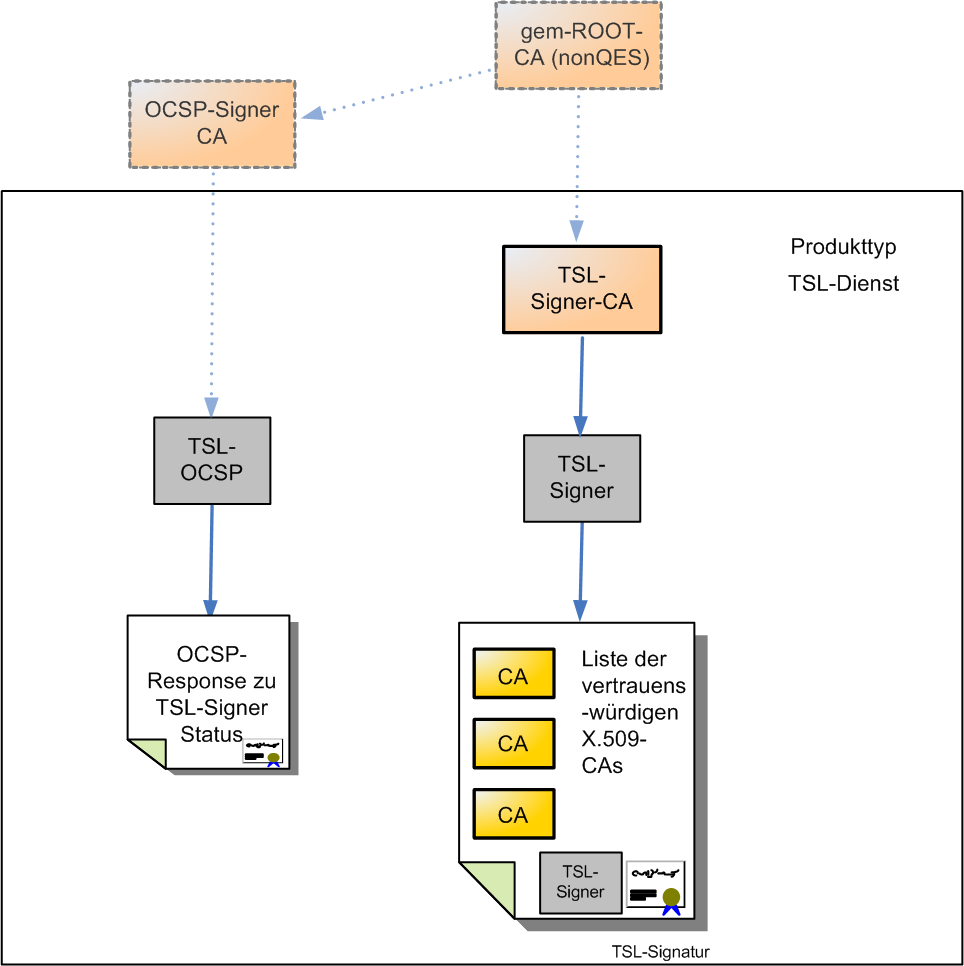 gem-ROOT-
CA (nonQES)
OCSP-Signer
CA
Produkttyp
TSL-Dienst
TSL-
Signer-CA
TSL-
OCSP
TSL-
Signer
OCSP-
Response zu
TSL-Signer
Status
CA
CA
CA
Liste der
vertrauens
-würdigen
X.509-
CAs
TSL-
Signer
TSL-Signatur